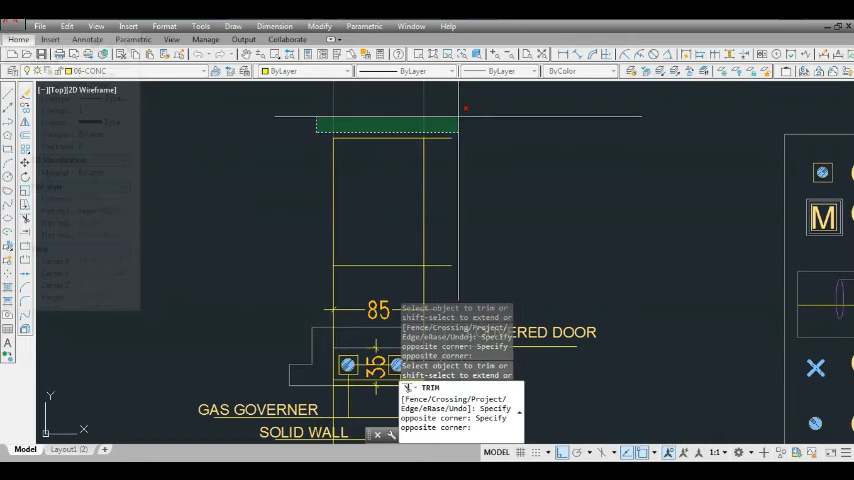 File Edit View Insert Format Tools Draw Dimension Modify Parametric Window Help
Home Insert Annotate Parametric View Manage Output Collaborate
06-CONC ByLayer ByLayer ByLayer ByColor
[−][Top][2D Wireframe]
M
85
Select object to trim or
shift-select to extend or
[Fence/Crossing/Project/
Edge/eRase/Undo]: Specify
opposite corner: Specify
opposite corner:
Select object to trim or
shift-select to extend or
ERED DOOR
35
TRIM
[Fence/Crossing/Project/
Edge/eRase/Undo]: Specify
opposite corner: Specify
opposite corner:
GAS GOVERNER
SOLID WALL
Y
X
Model Layout1 (2) +
MODEL 1:1